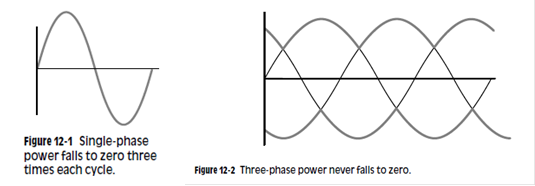 Figure 12-1 Single-phase
power falls to zero three
times each cycle.
Figure 12-2 Three-phase power never falls to zero.